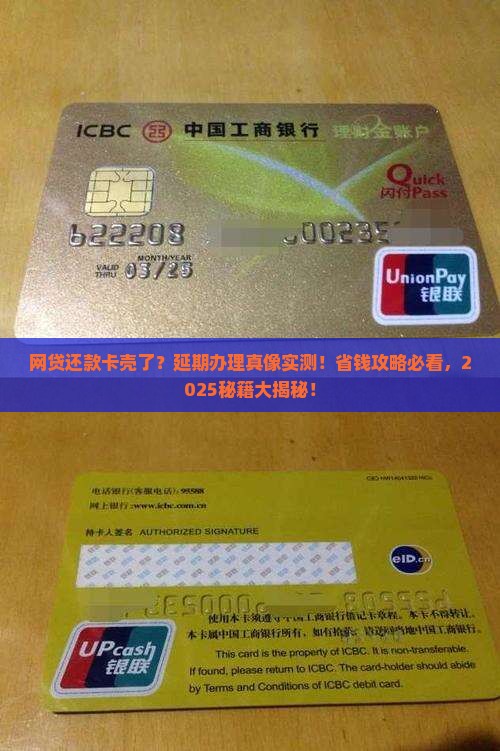 ICBC 中国工商银行 理财金账户
Quick
闪付Pass
622208 00235
MONTH/YEAR
VALID THRU 03/25
UnionPay
银联
网贷还款卡壳了？延期办理真像实测！省钱攻略必看，2
025秘籍大揭秘！
电话银行(客服电话): 95588
网上银行:www.icbc.com.cn
持卡人签名 AUTHORIZED SIGNATURE
eID.cn
使用本卡须遵守中国工商银行借记卡章程。本卡不得转让。
本卡属中国工商银行所有，如有拾获，请送回当地中国工商银行。
This card is the property of ICBC. It is non-transferable.
If found, please return to ICBC. The card-holder should abide
by Terms and Conditions of ICBC debit card.
UPcash
银联